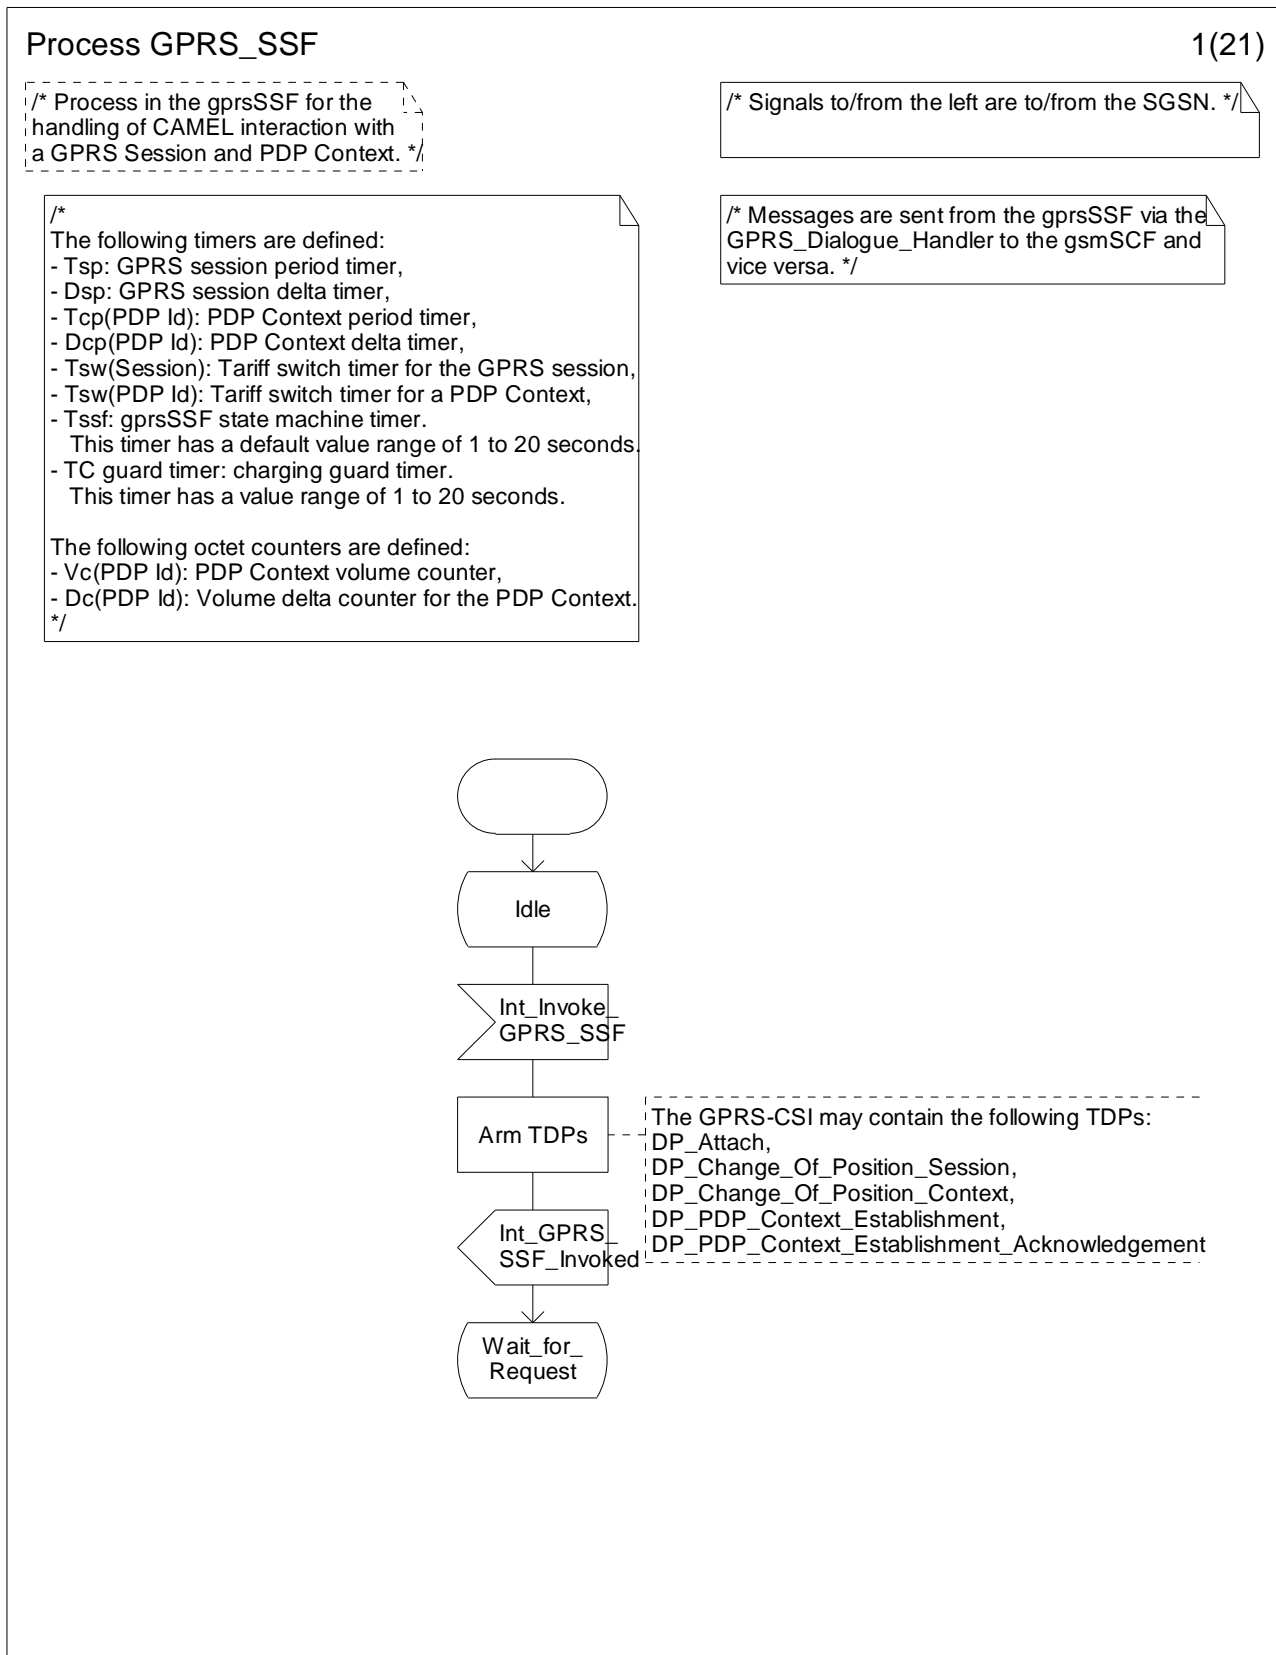 Process GPRS_SSF
1(21)
/* Process in the gprsSSF for the
handling of CAMEL interaction with
a GPRS Session and PDP Context. */
/* Signals to/from the left are to/from the SGSN. */
/*
The following timers are defined:
- Tsp: GPRS session period timer,
- Dsp: GPRS session delta timer,
- Tcp(PDP Id): PDP Context period timer,
- Dcp(PDP Id): PDP Context delta timer,
- Tsw(Session): Tariff switch timer for the GPRS session,
- Tsw(PDP Id): Tariff switch timer for a PDP Context,
- Tssf: gprsSSF state machine timer.
This timer has a default value range of 1 to 20 seconds.
- TC guard timer: charging guard timer.
This timer has a value range of 1 to 20 seconds.
The following octet counters are defined:
- Vc(PDP Id): PDP Context volume counter,
- Dc(PDP Id): Volume delta counter for the PDP Context.
*/
/* Messages are sent from the gprsSSF via the
GPRS_Dialogue_Handler to the gsmSCF and
vice versa. */
Idle
Int_Invoke_
GPRS_SSF
Arm TDPs
The GPRS-CSI may contain the following TDPs:
DP_Attach,
DP_Change_Of_Position_Session,
DP_Change_Of_Position_Context,
DP_PDP_Context_Establishment,
DP_PDP_Context_Establishment_Acknowledgement
Int_GPRS_
SSF_Invoked
Wait_for_
Request